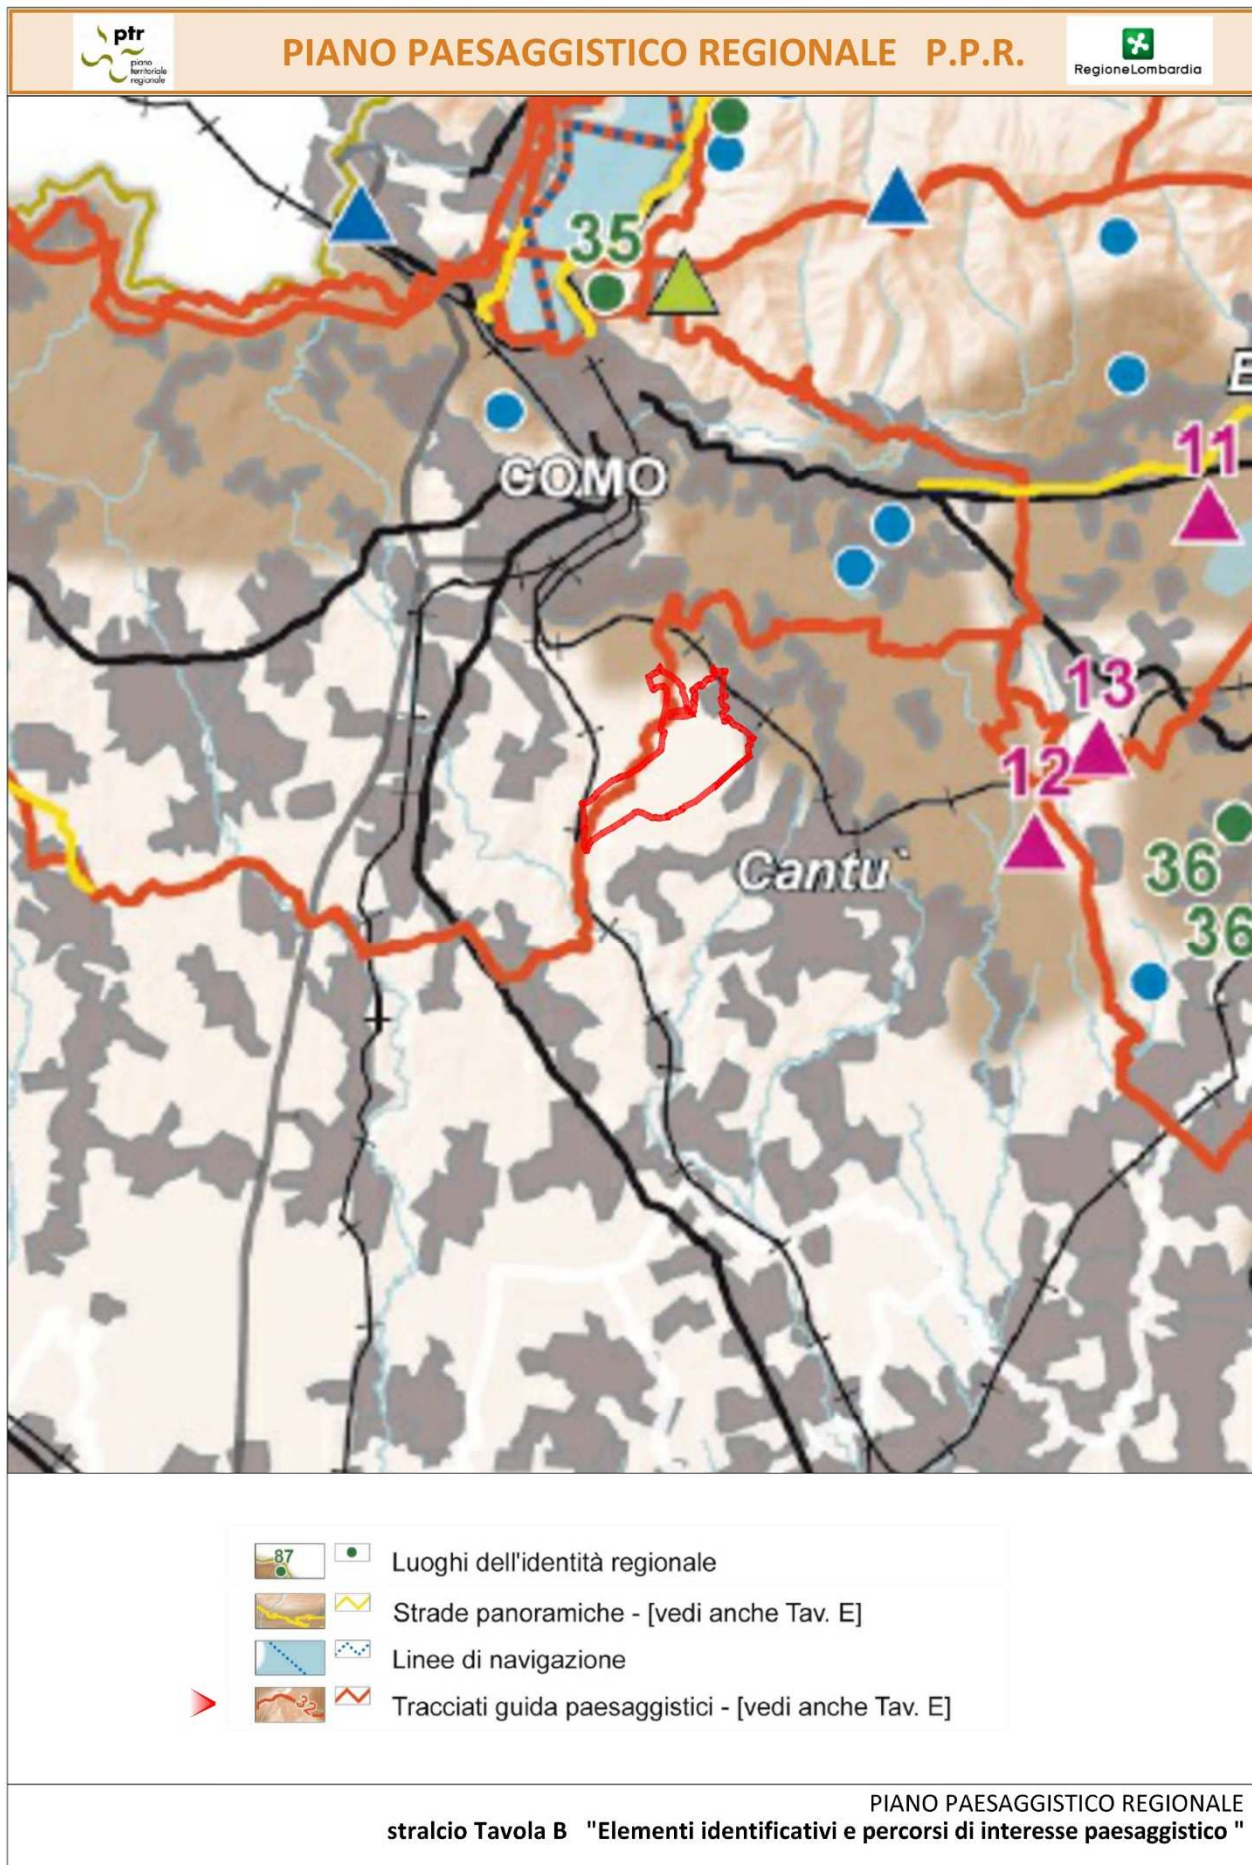 ptr
piano
territoriale
regionale
PIANO PAESAGGISTICO REGIONALE P.P.R.
RegioneLombardia
35
E
11
COMO
13
12
Cantu`
36
36
87
Luoghi dell'identità regionale
Strade panoramiche - [vedi anche Tav. E]
Linee di navigazione
32
Tracciati guida paesaggistici - [vedi anche Tav. E]
PIANO PAESAGGISTICO REGIONALE
stralcio Tavola B "Elementi identificativi e percorsi di interesse paesaggistico "